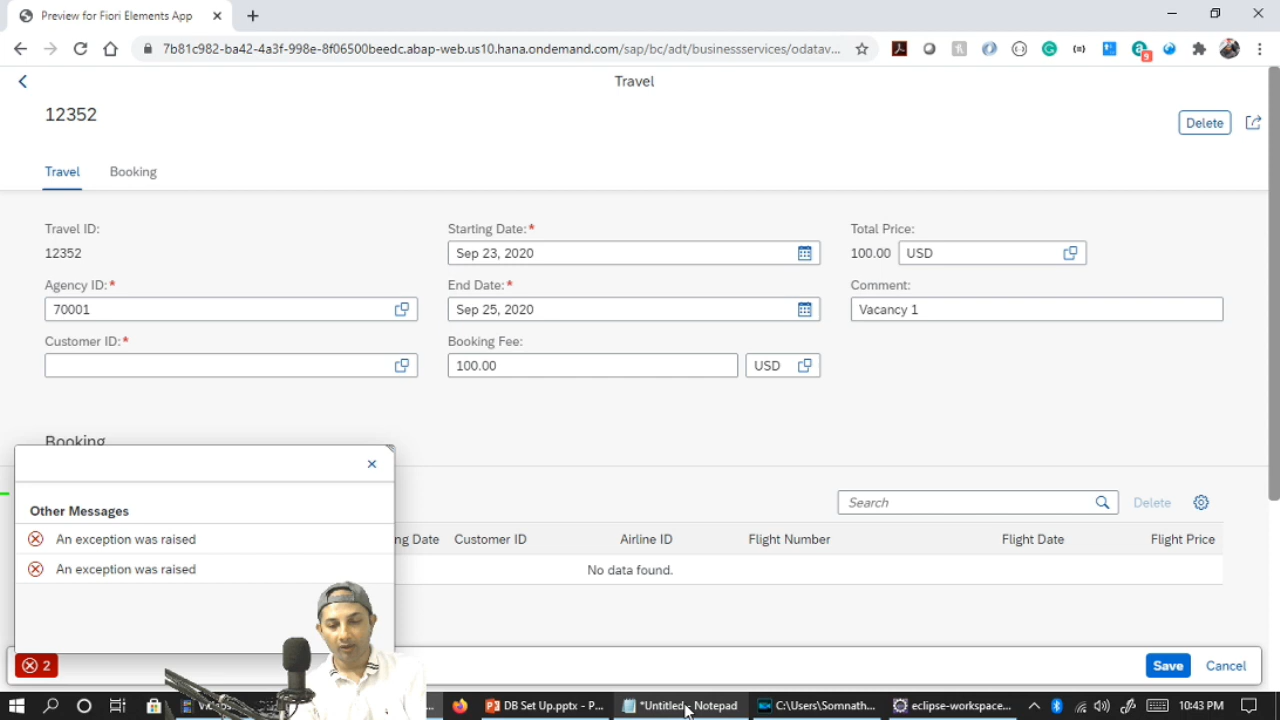 Preview for Fiori Elements App
7b81c982-ba42-4a3f-998e-8f06500beedc.abap-web.us10.hana.ondemand.com/sap/bc/adt/businessservices/odatav...
9
Travel
12352
Delete
Travel Booking
Travel ID: Starting Date:* Total Price:
12352 Sep 23, 2020 100.00 USD
Agency ID:* End Date:* Comment:
70001 Sep 25, 2020 Vacancy 1
Customer ID:* Booking Fee:
100.00 USD
Booking
Other Messages
Search Delete
An exception was raised
ng Date Customer ID Airline ID Flight Number Flight Date Flight Price
An exception was raised
No data found.
2
Save Cancel
DB Set Up.pptx - P...
*Untitled - Notepad
C:\Users\Somnath...
eclipse-workspace...
10:43 PM